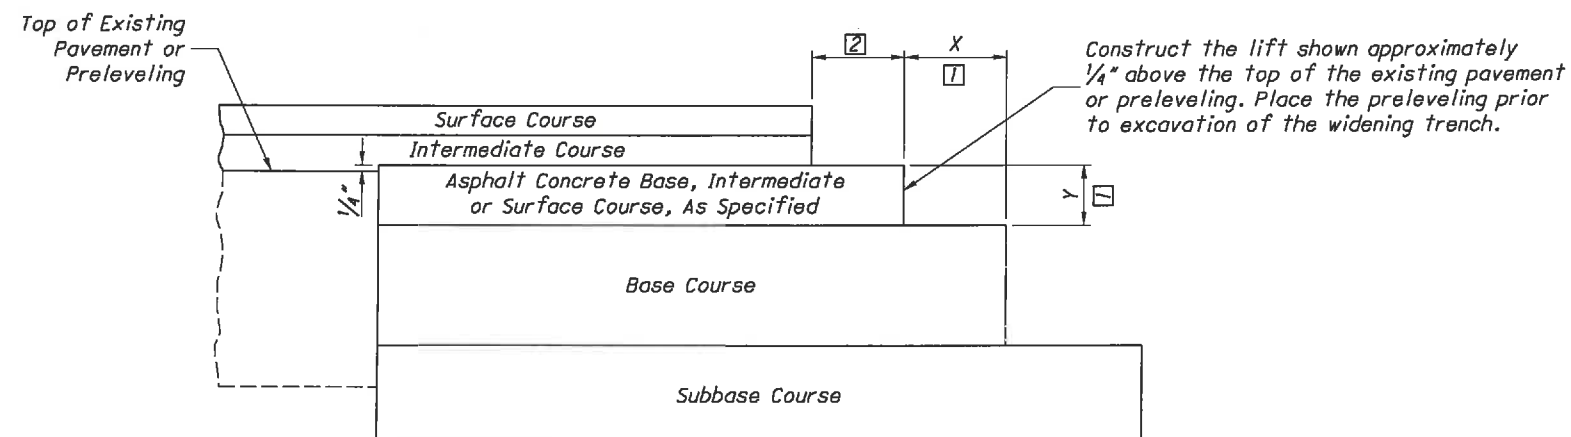 Top of Existing
Pavement or
Preleveling
2
X
1
Construct the lift shown approximately
1/4" above the top of the existing pavement
or preleveling. Place the preleveling prior
to excavation of the widening trench.
Surface Course
Intermediate Course
1/4"
Asphalt Concrete Base, Intermediate
or Surface Course, As Specified
Y
1
Base Course
Subbase Course